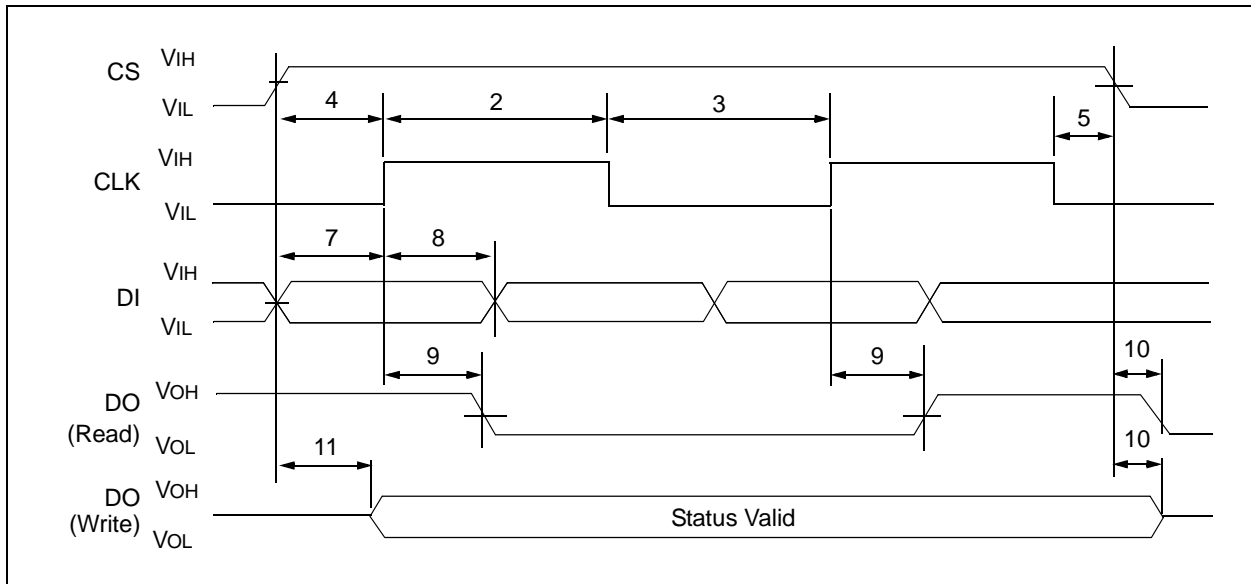 CS
VIH
VIL
4
2
3
5
CLK
VIH
VIL
7
8
DI
VIH
VIL
9
9
10
DO
(Read)
VOH
VOL
11
10
DO
(Write)
VOH
VOL
Status Valid